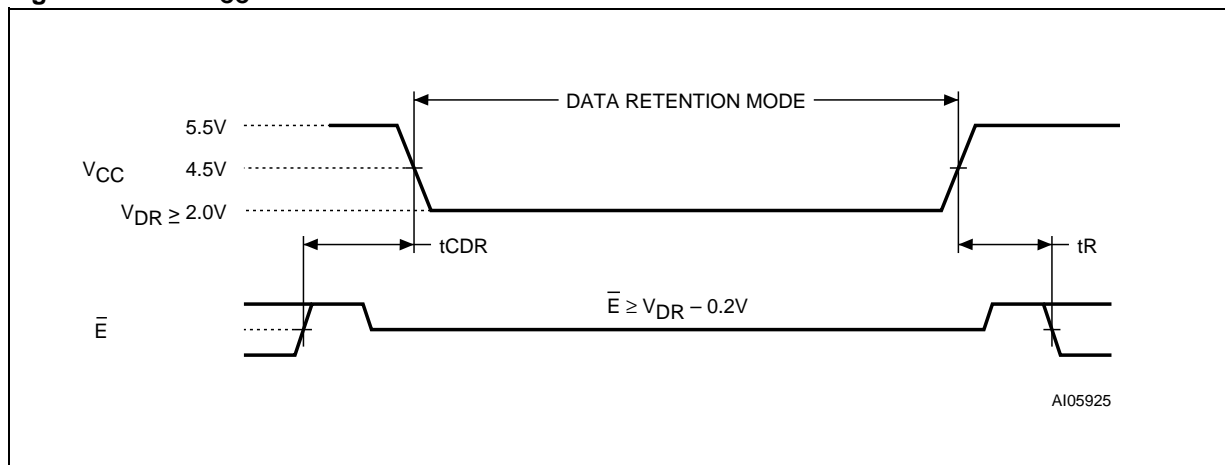 DATA RETENTION MODE
5.5V
VCC 4.5V
VDR ≥ 2.0V
tCDR
tR
E̅ ≥ VDR – 0.2V
E̅
AI05925